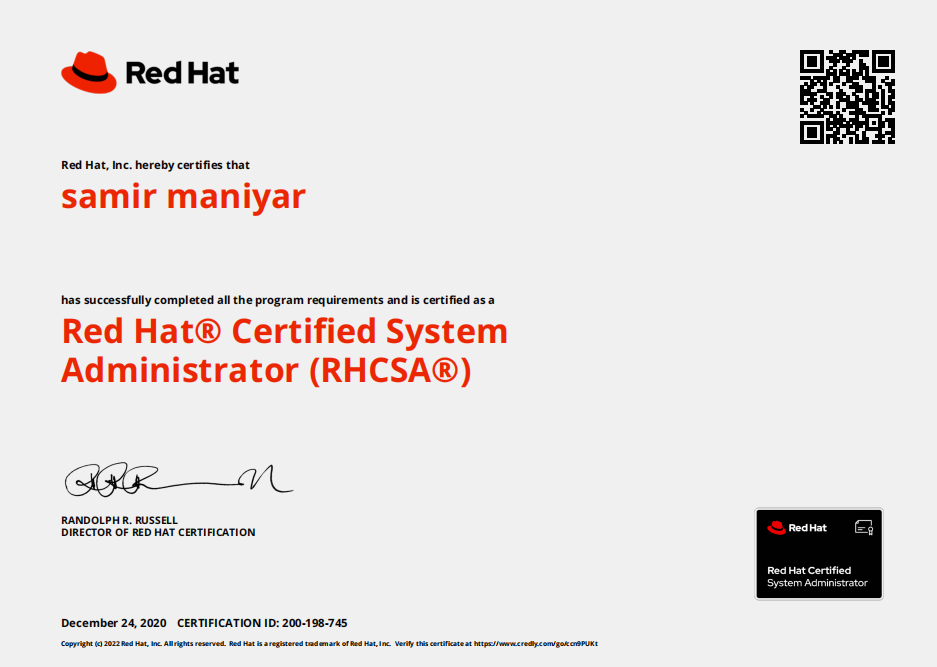 Red Hat
Red Hat, Inc. hereby certifies that
samir maniyar
has successfully completed all the program requirements and is certified as a
Red Hat® Certified System
Administrator (RHCSA®)
RANDOLPH R. RUSSELL
DIRECTOR OF RED HAT CERTIFICATION
Red Hat
Red Hat Certified
System Administrator
December 24, 2020 CERTIFICATION ID: 200-198-745
Copyright (c) 2022 Red Hat, Inc. All rights reserved. Red Hat is a registered trademark of Red Hat, Inc. Verify this certificate at https://www.credly.com/go/ccn9PUKt